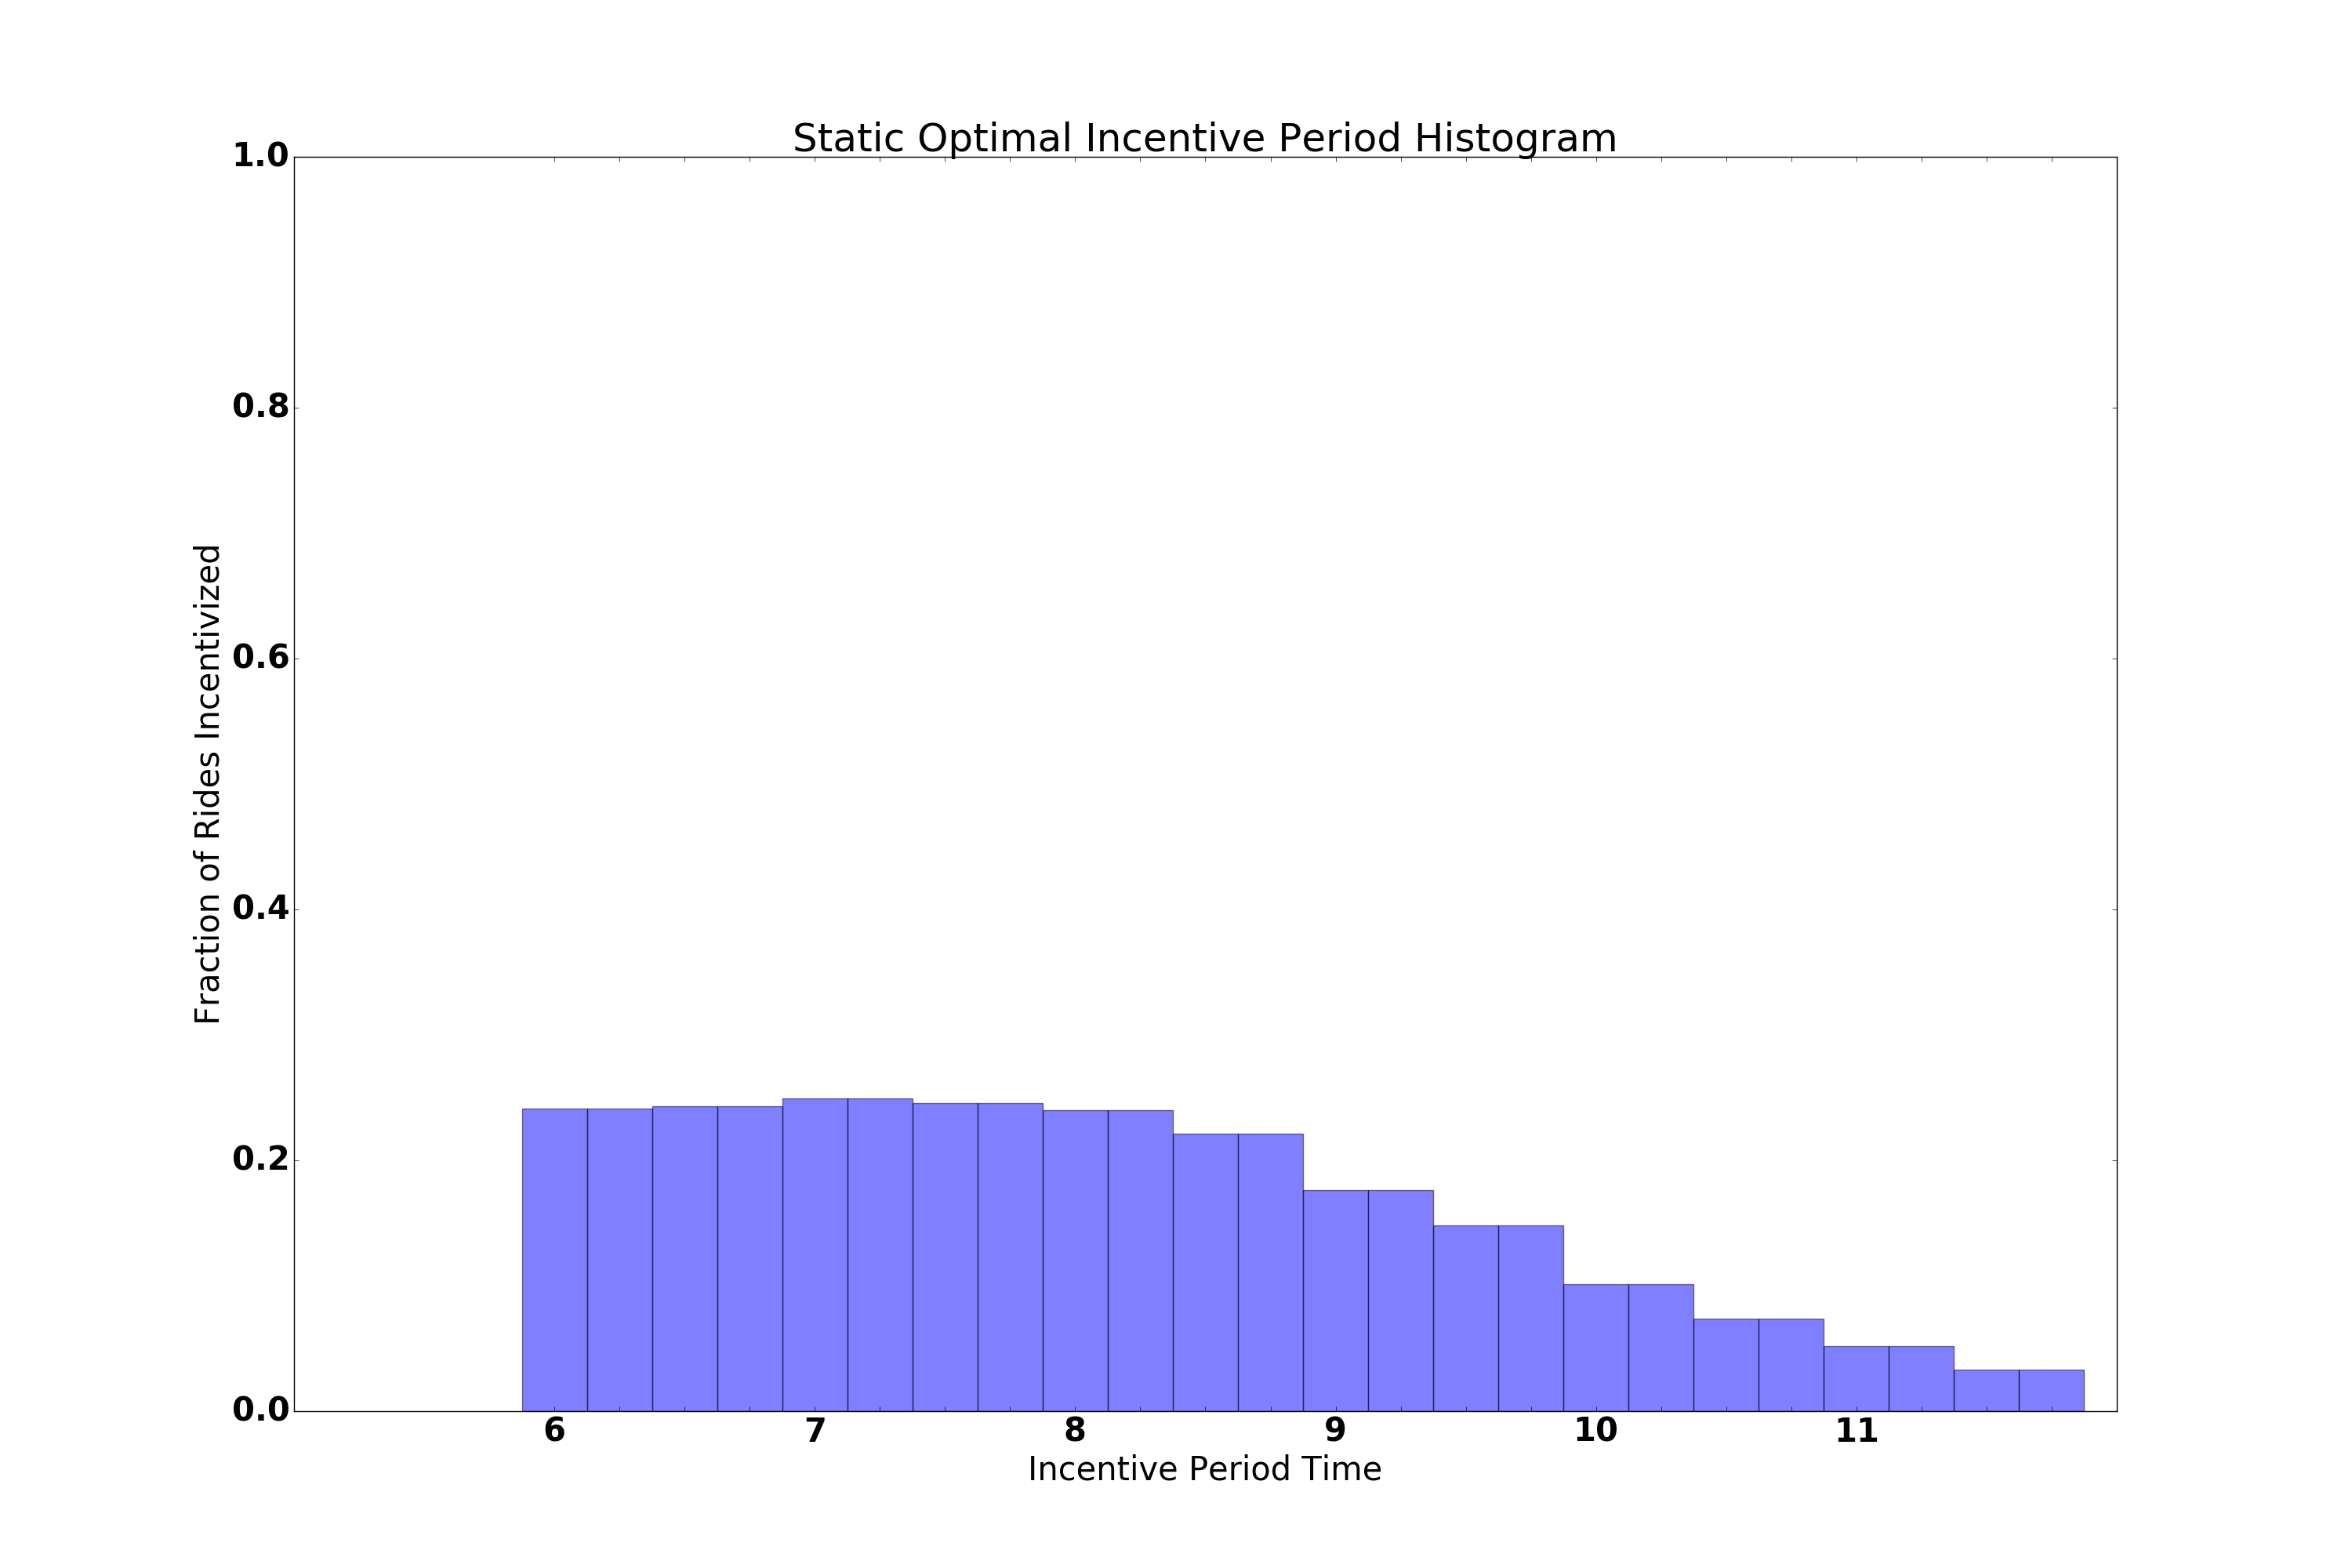 Static Optimal Incentive Period Histogram
1.0
0.8
0.6
0.4
0.2
0.0
Fraction of Rides Incentivized
6 7 8 9 10 11
Incentive Period Time